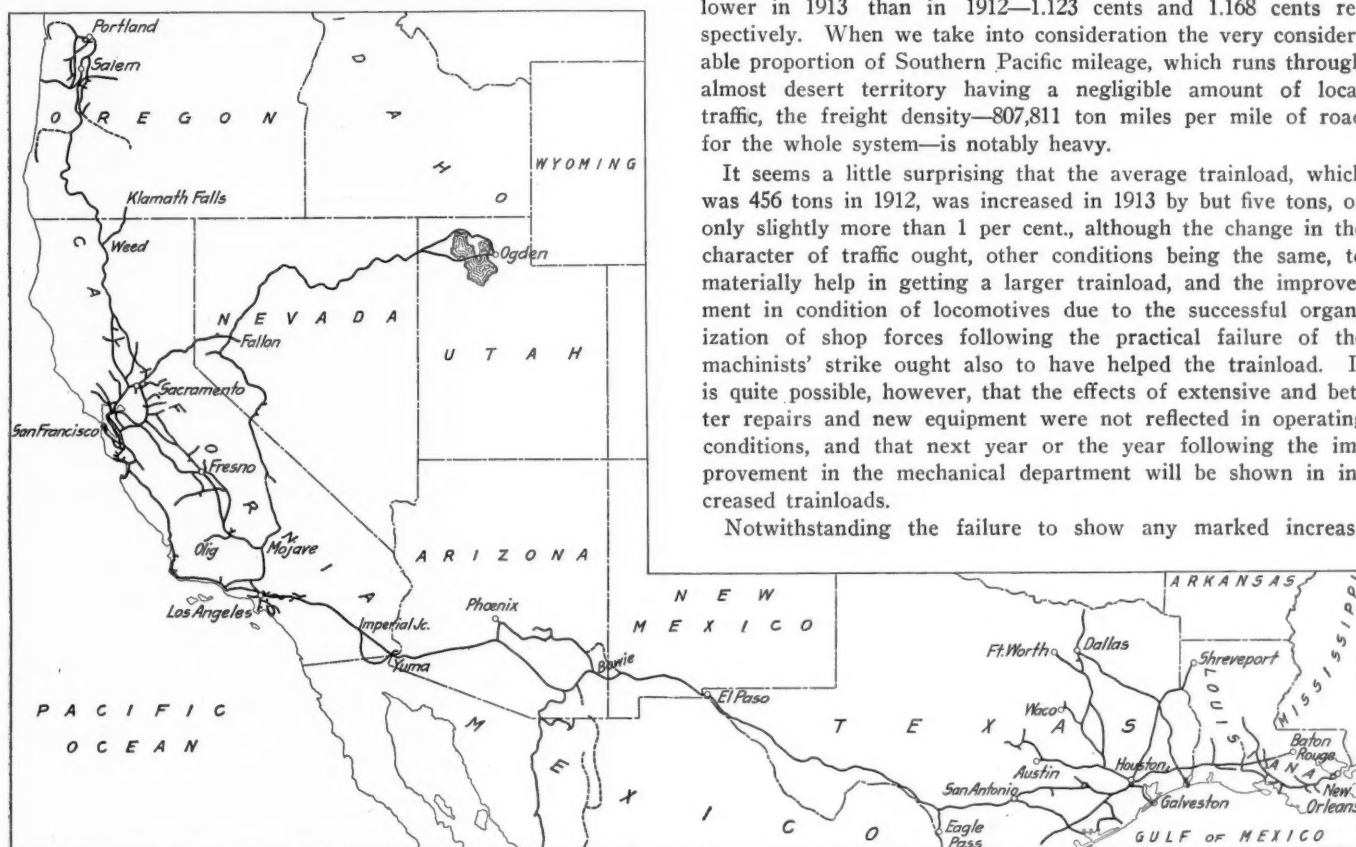 lower in 1913 than in 1912—1.123 cents and 1.168 cents re
spectively. When we take into consideration the very consider
able proportion of Southern Pacific mileage, which runs through
almost desert territory having a negligible amount of loca
traffic, the freight density—807,811 ton miles per mile of road
for the whole system—is notably heavy.
It seems a little surprising that the average trainload, which
was 456 tons in 1912, was increased in 1913 by but five tons, o
only slightly more than 1 per cent., although the change in the
character of traffic ought, other conditions being the same, to
materially help in getting a larger trainload, and the improve
ment in condition of locomotives due to the successful organ
ization of shop forces following the practical failure of the
machinists' strike ought also to have helped the trainload. I
is quite possible, however, that the effects of extensive and bet
ter repairs and new equipment were not reflected in operating
conditions, and that next year or the year following the im
provement in the mechanical department will be shown in in
creased trainloads.
Notwithstanding the failure to show any marked increas
Portland
Salem
OREGON
IDAHO
WYOMING
Klamath Falls
Weed
CALIFORNIA
Ogden
NEVADA
Fallon
UTAH
Sacramento
San Francisco
Fresno
Olig
Mojave
ARIZONA
NEW
MEXICO
ARKANSAS
MISSISSIPPI
Los Angeles
Imperial Jc.
Yuma
Phœnix
Bowie
El Paso
Ft. Worth
Dallas
Shreveport
LOUISIANA
PACIFIC
OCEAN
MEXICO
TEXAS
Waco
Austin
Houston
Baton
Rouge
San Antonio
Galveston
New
Orleans
Eagle
Pass
GULF OF MEXICO